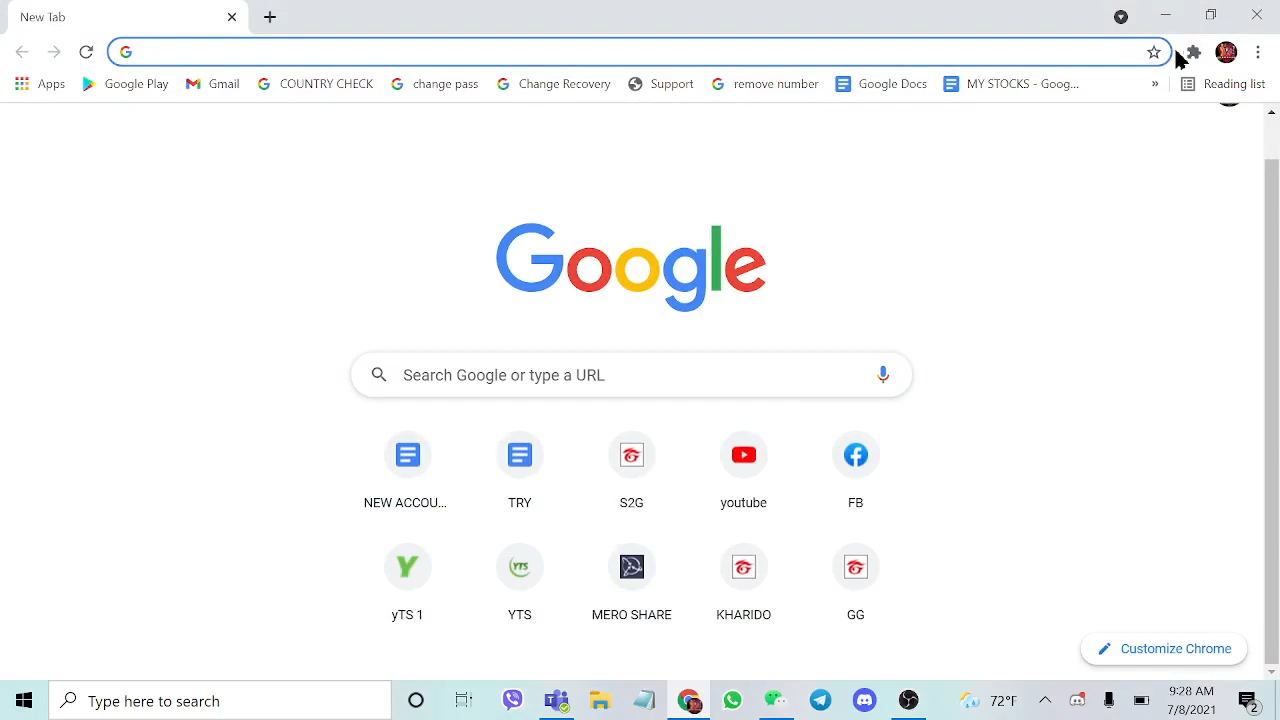 New Tab
Apps Google Play Gmail COUNTRY CHECK change pass Change Recovery Support remove number Google Docs MY STOCKS - Goog... » Reading list
Google
Search Google or type a URL
NEW ACCOU... TRY S2G youtube FB
Y YTS
yTS 1 YTS MERO SHARE KHARIDO GG
Customize Chrome
Type here to search 72°F 9:28 AM
7/8/2021 2